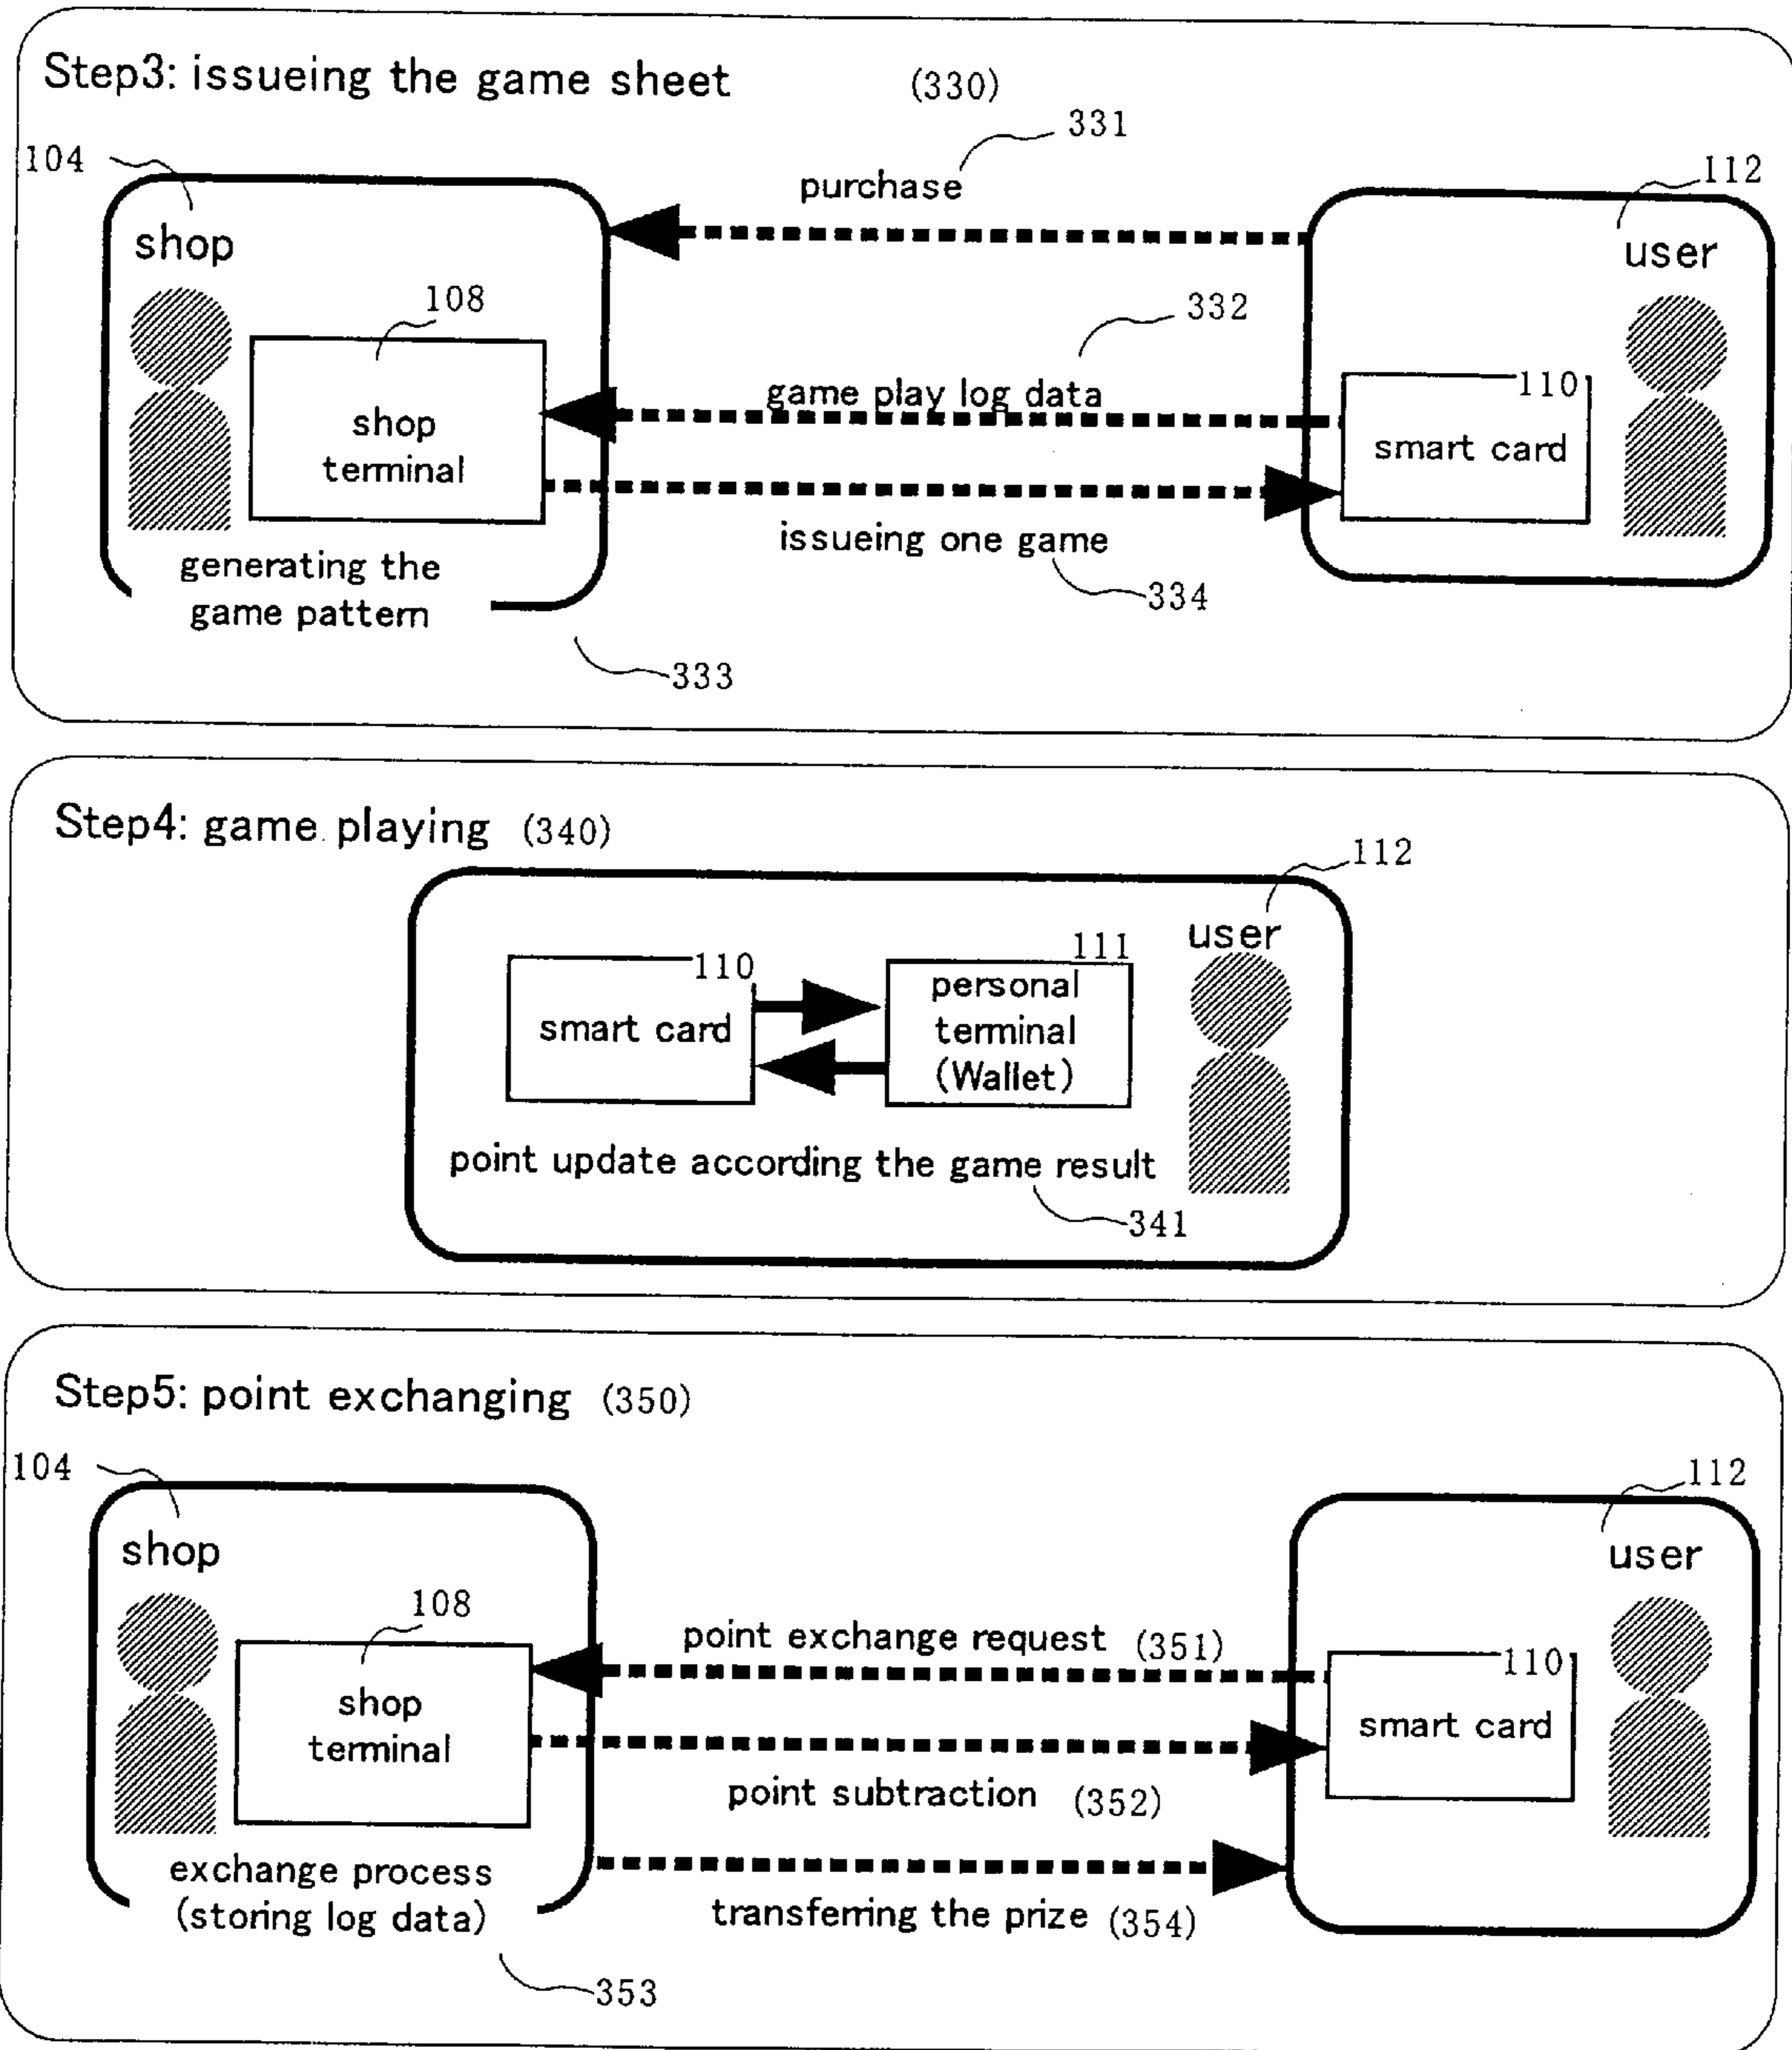 Step3: issueing the game sheet (330)
331
104
purchase
112
shop
user
108
332
game play log data
110
shop
terminal
smart card
issueing one game
generating the
game pattern
334
333
Step4: game playing (340)
112
user
110
111
smart card
personal
terminal
(Wallet)
point update according the game result
341
Step5: point exchanging (350)
104
112
shop
user
108
point exchange request (351)
110
shop
terminal
smart card
point subtraction (352)
exchange process
(storing log data)
transferring the prize (354)
353